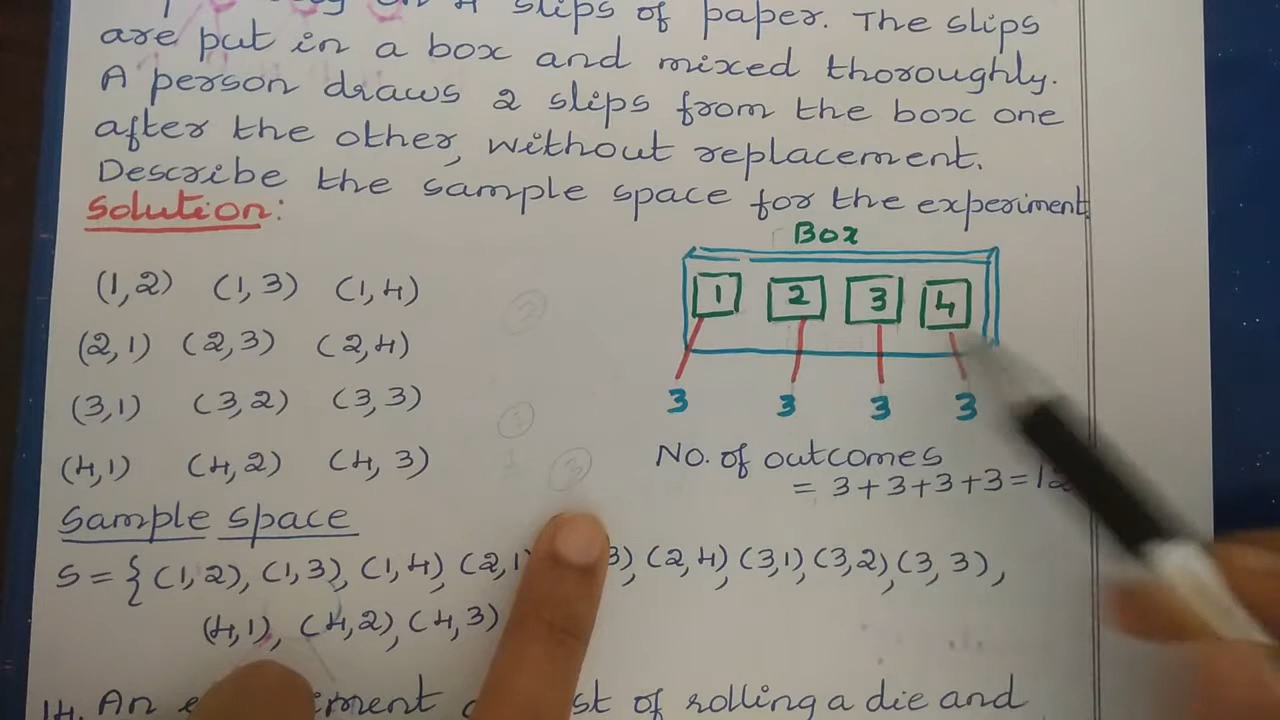 on 4 slips of paper. The slips
are put in a box and mixed thoroughly.
A person draws 2 slips from the box one
after the other, without replacement.
Describe the sample space for the experiment
Solution:
Box
1 2 3 4
3 3 3 3
(1,2) (1,3) (1,4)
(2,1) (2,3) (2,4)
(3,1) (3,2) (3,3)
(4,1) (4,2) (4,3)
No. of outcomes
= 3+3+3+3=12
Sample space
S = { (1,2), (1,3), (1,4), (2,1 3), (2,4) (3,1) (3,2), (3,3),
(4,1), (4,2), (4,3)
14. An st of rolling a die and